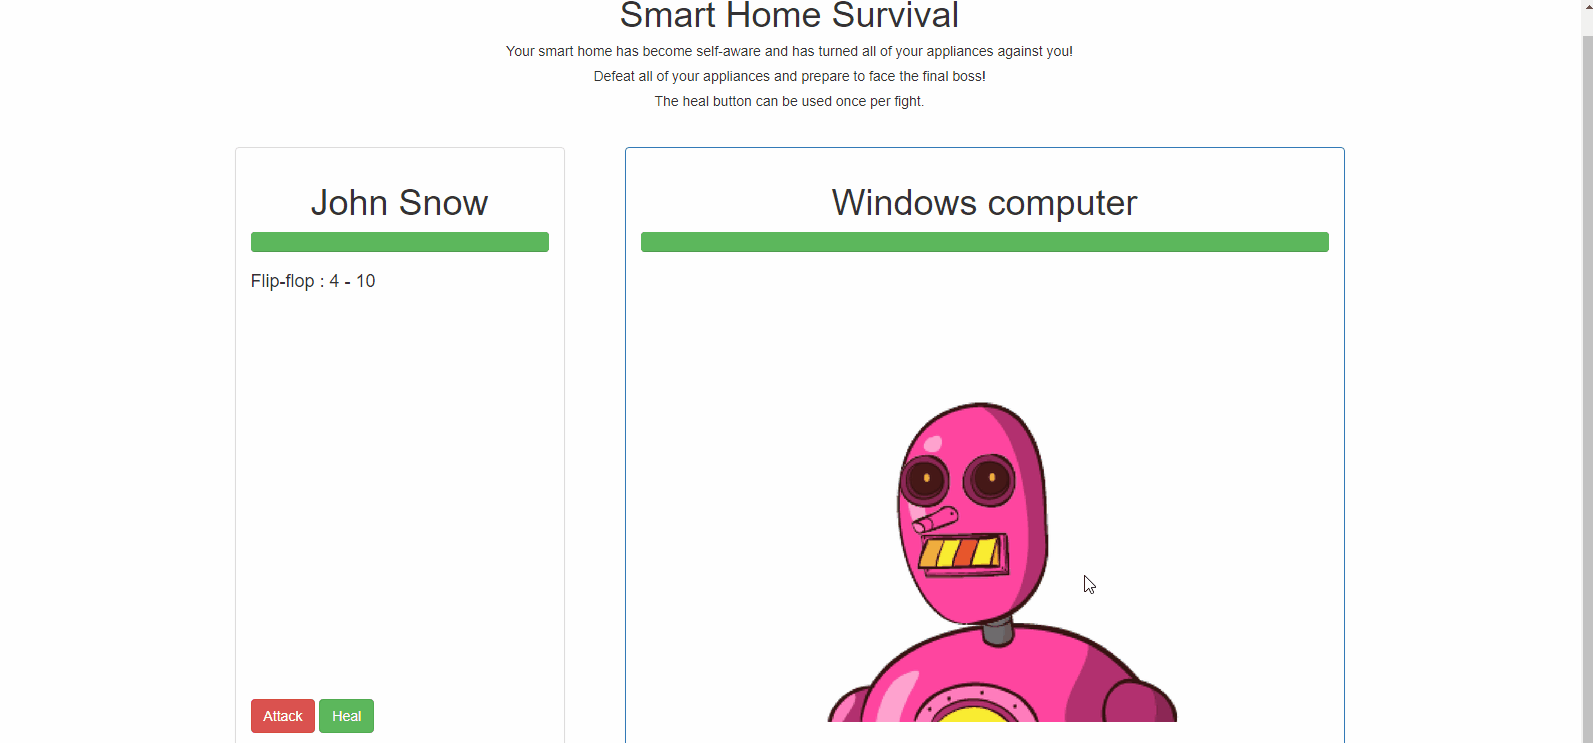 Smart Home Survival
Your smart home has become self-aware and has turned all of your appliances against you!
Defeat all of your appliances and prepare to face the final boss!
The heal button can be used once per fight.
John Snow
Flip-flop : 4 - 10
Attack Heal
Windows computer